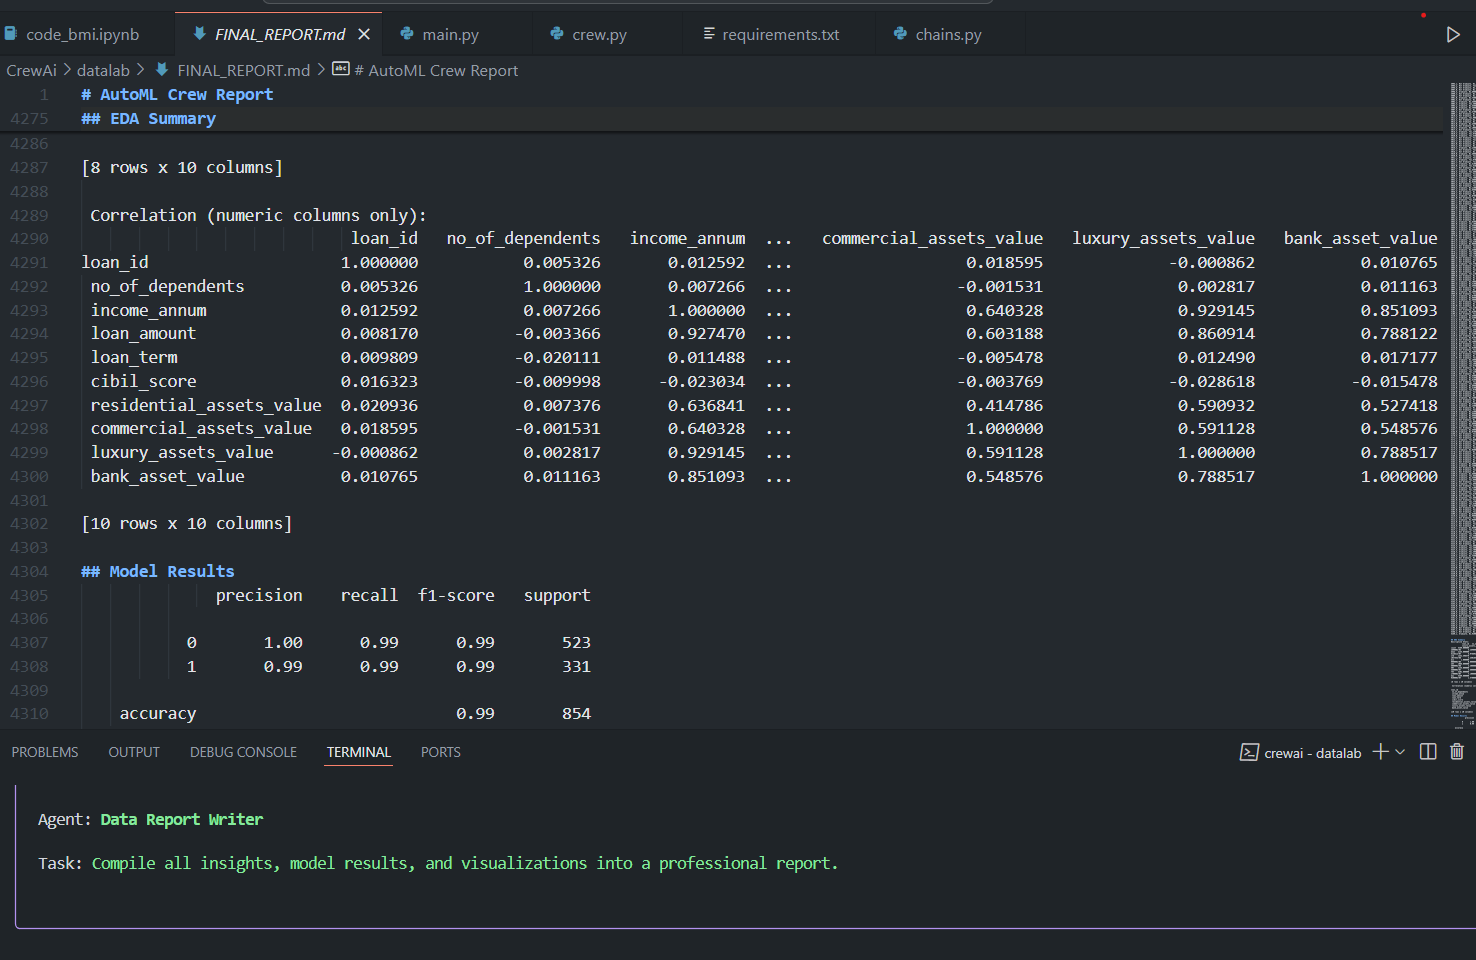 code_bmi.ipynb FINAL_REPORT.md main.py crew.py requirements.txt chains.py
CrewAi > datalab > FINAL_REPORT.md > # AutoML Crew Report
1 # AutoML Crew Report
4275 ## EDA Summary
4286
4287 [8 rows x 10 columns]
4288
4289 Correlation (numeric columns only):
4290 loan_id no_of_dependents income_annum ... commercial_assets_value luxury_assets_value bank_asset_value
4291 loan_id 1.000000 0.005326 0.012592 ... 0.018595 -0.000862 0.010765
4292 no_of_dependents 0.005326 1.000000 0.007266 ... -0.001531 0.002817 0.011163
4293 income_annum 0.012592 0.007266 1.000000 ... 0.640328 0.929145 0.851093
4294 loan_amount 0.008170 -0.003366 0.927470 ... 0.603188 0.860914 0.788122
4295 loan_term 0.009809 -0.020111 0.011488 ... -0.005478 0.012490 0.017177
4296 cibil_score 0.016323 -0.009998 -0.023034 ... -0.003769 -0.028618 -0.015478
4297 residential_assets_value 0.020936 0.007376 0.636841 ... 0.414786 0.590932 0.527418
4298 commercial_assets_value 0.018595 -0.001531 0.640328 ... 1.000000 0.591128 0.548576
4299 luxury_assets_value -0.000862 0.002817 0.929145 ... 0.591128 1.000000 0.788517
4300 bank_asset_value 0.010765 0.011163 0.851093 ... 0.548576 0.788517 1.000000
4301
4302 [10 rows x 10 columns]
4303
4304 ## Model Results
4305 precision recall f1-score support
4306
4307 0 1.00 0.99 0.99 523
4308 1 0.99 0.99 0.99 331
4309
4310 accuracy 0.99 854
PROBLEMS OUTPUT DEBUG CONSOLE TERMINAL PORTS crewai - datalab
Agent: Data Report Writer
Task: Compile all insights, model results, and visualizations into a professional report.